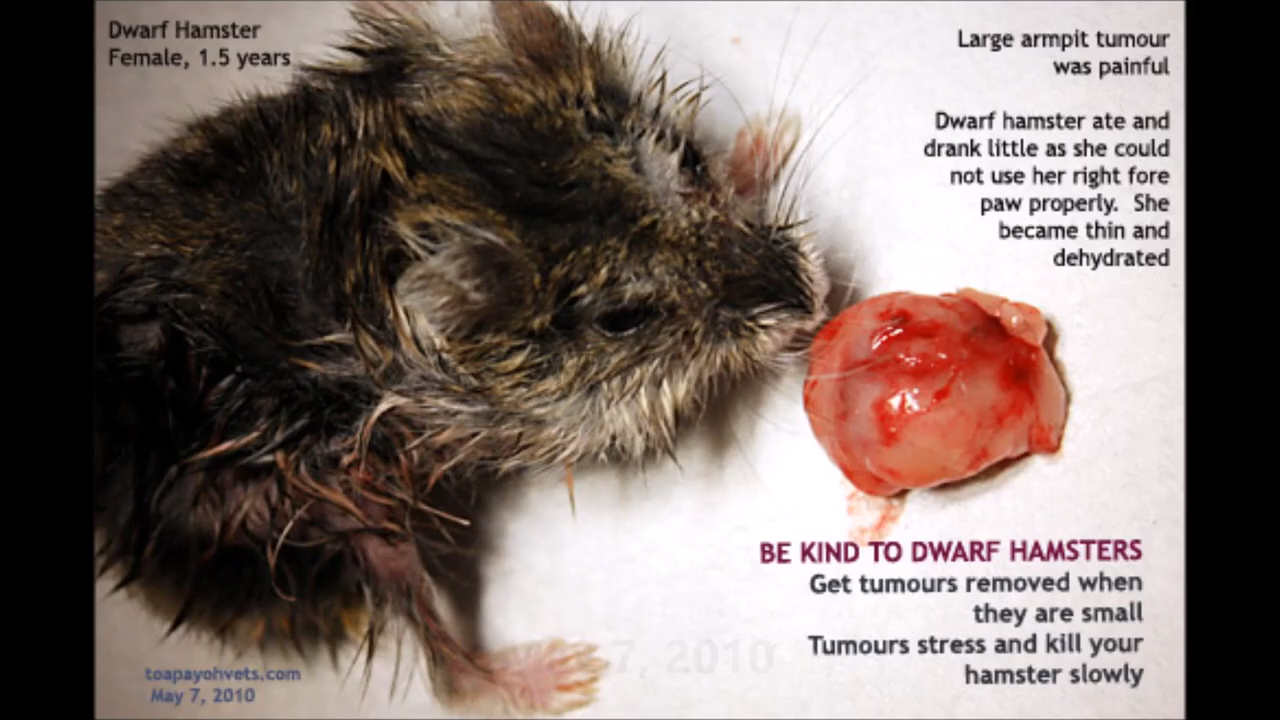 Dwarf Hamster
Female, 1.5 years
Large armpit tumour
was painful
Dwarf hamster ate and
drank little as she could
not use her right fore
paw properly. She
became thin and
dehydrated
BE KIND TO DWARF HAMSTERS
Get tumours removed when
they are small
Tumours stress and kill your
hamster slowly
toapayohvets.com
May 7, 2010
7, 2010